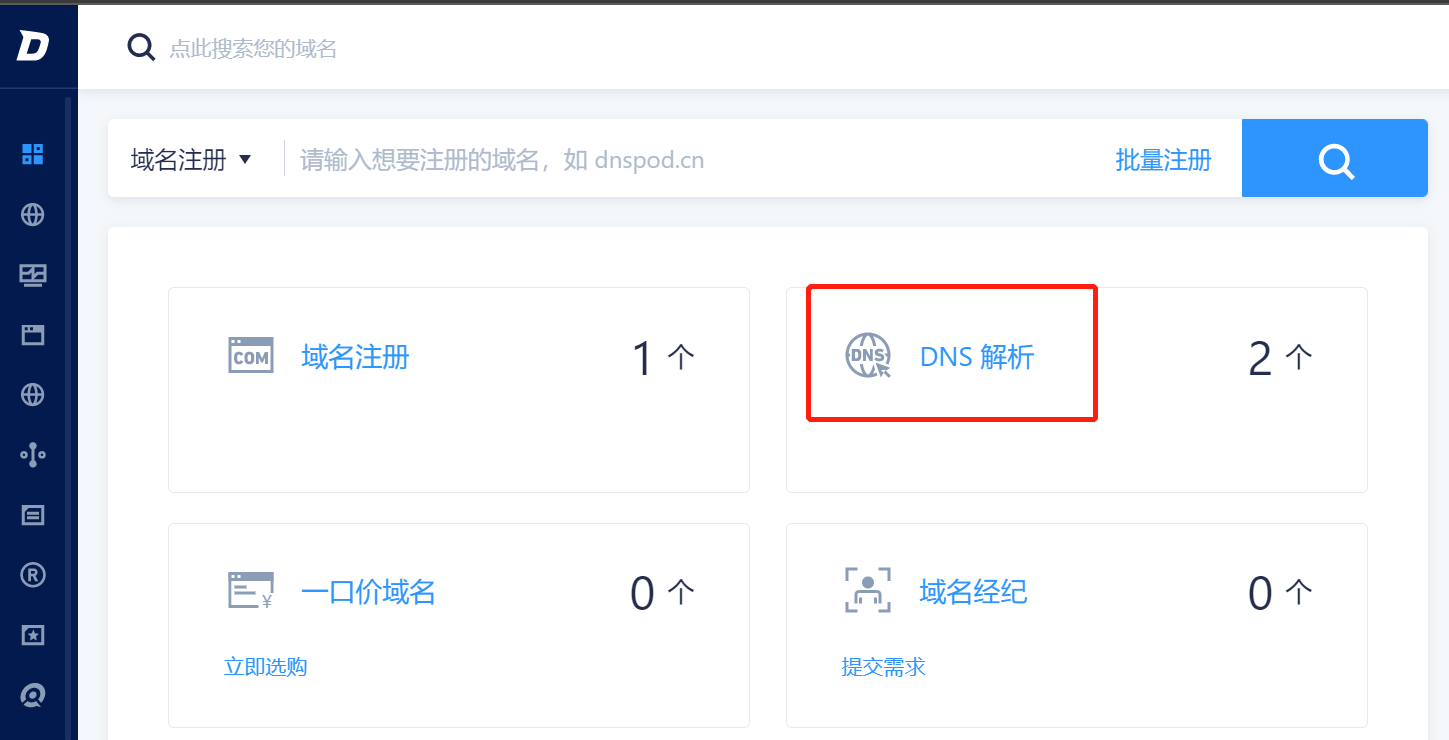 点此搜索您的域名
域名注册 请输入想要注册的域名，如 dnspod.cn 批量注册
COM 域名注册 1 个
DNS DNS 解析 2 个
¥ 一口价域名 0 个
域名经纪 0 个
立即选购
提交需求
R